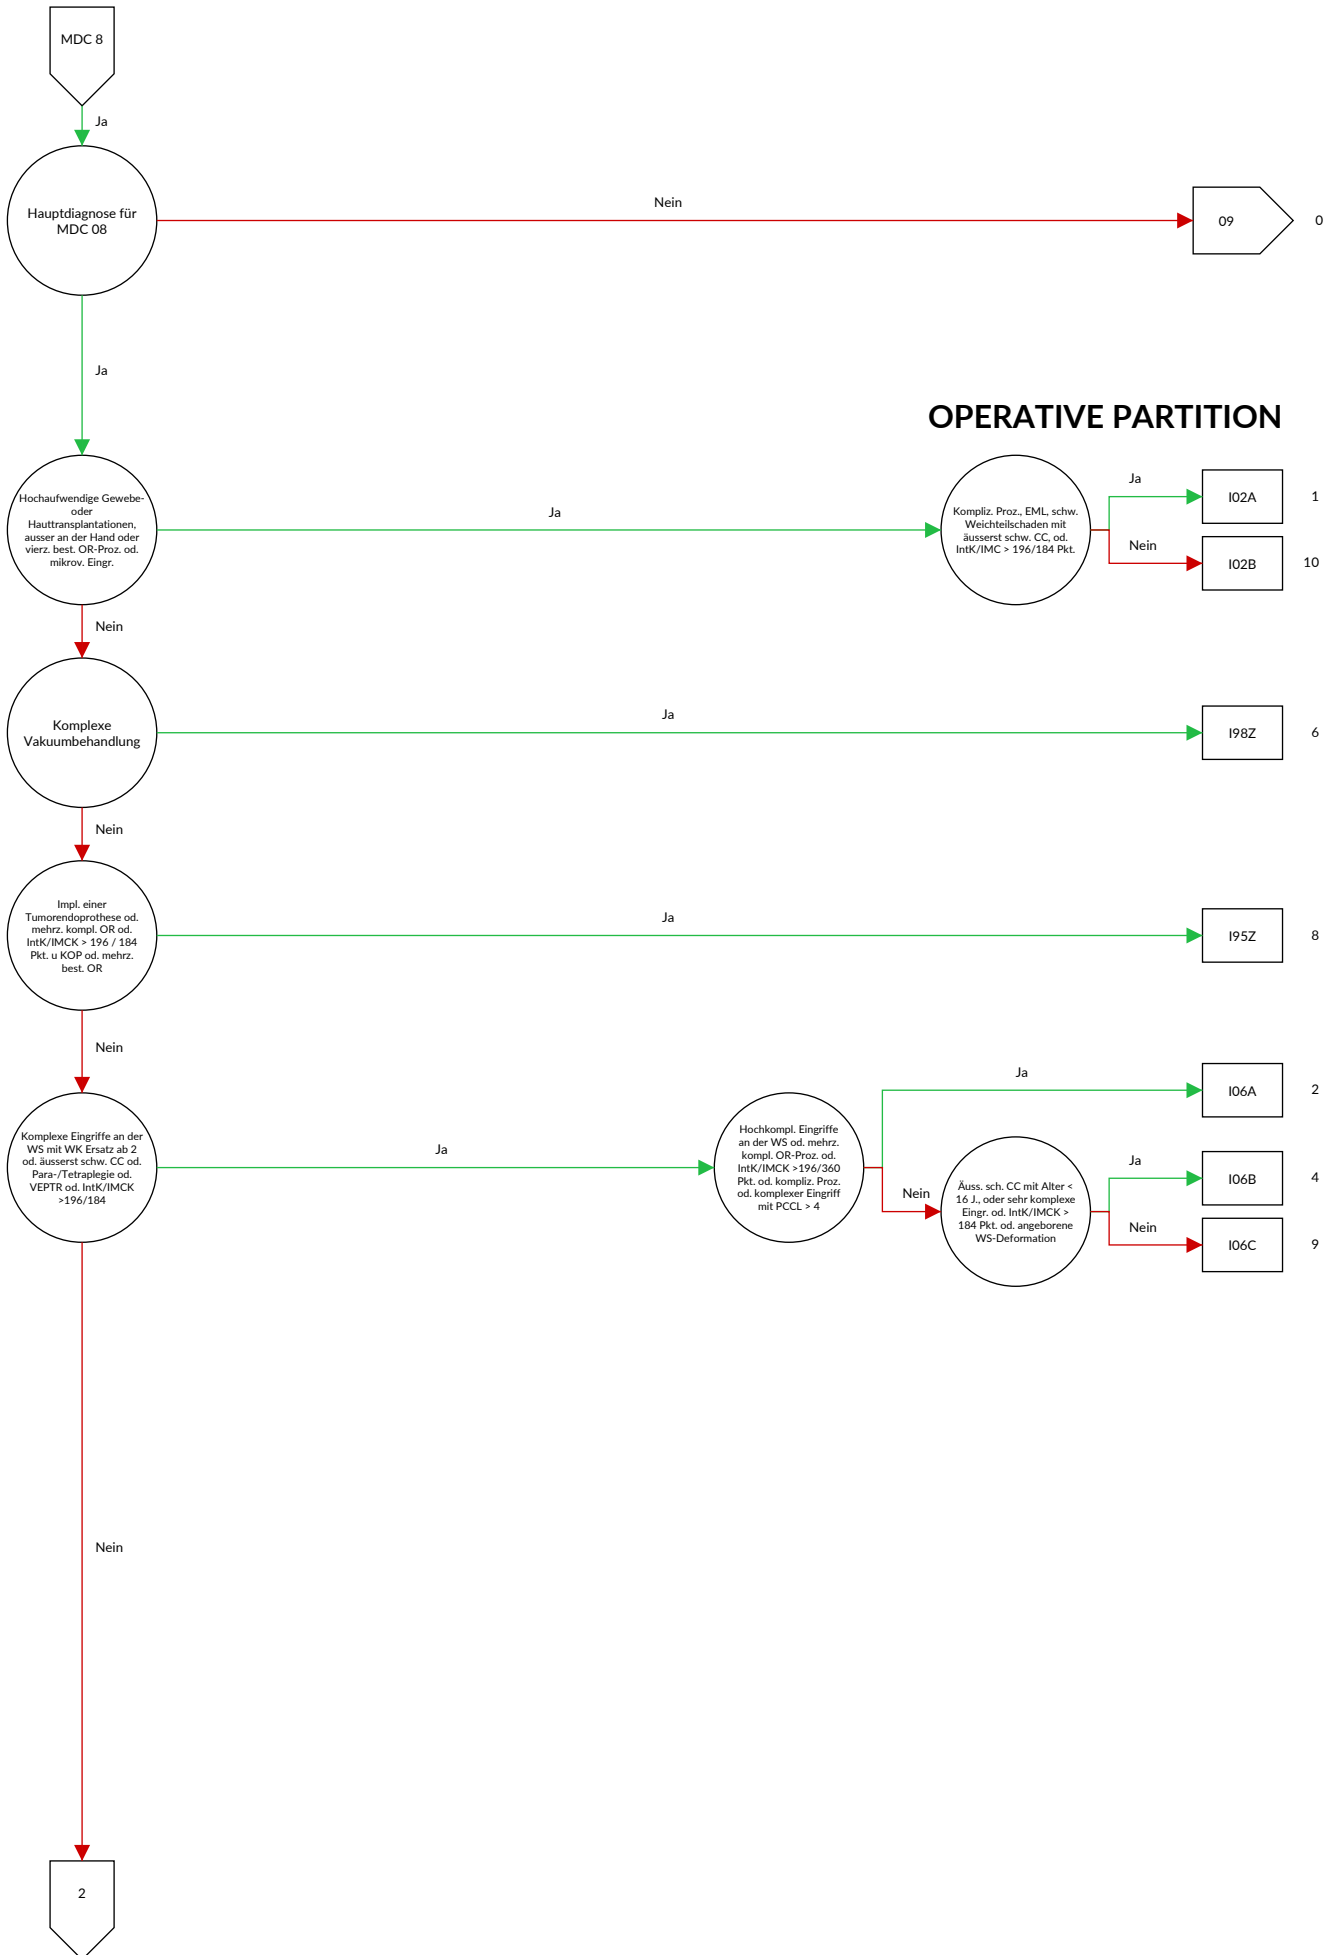 MDC 8
Ja
Hauptdiagnose für
MDC 08
Nein
09
0
Ja
OPERATIVE PARTITION
Hochaufwendige Gewebe-
oder
Hauttransplantationen,
ausser an der Hand oder
vierz. best. OR-Proz. od.
mikrov. Eingr.
Ja
Kompliz. Proz., EML, schw.
Weichteilschaden mit
äusserst schw. CC, od.
IntK/IMC > 196/184 Pkt.
Ja
I02A
1
Nein
I02B
10
Nein
Komplexe
Vakuumbehandlung
Ja
I98Z
6
Nein
Impl. einer
Tumorendoprothese od.
mehrz. kompl. OR od.
IntK/IMCK > 196 / 184
Pkt. u KOP od. mehrz.
best. OR
Ja
I95Z
8
Nein
Komplexe Eingriffe an der
WS mit WK Ersatz ab 2
od. äusserst schw. CC od.
Para-/Tetraplegie od.
VEPTR od. IntK/IMCK
>196/184
Ja
Hochkompl. Eingriffe
an der WS od. mehrz.
kompl. OR-Proz. od.
IntK/IMCK >196/360
Pkt. od. kompliz. Proz.
od. komplexer Eingriff
mit PCCL > 4
Ja
I06A
2
Nein
Äuss. sch. CC mit Alter <
16 J., oder sehr komplexe
Eingr. od. IntK/IMCK >
184 Pkt. od. angeborene
WS-Deformation
Ja
I06B
4
Nein
I06C
9
Nein
2